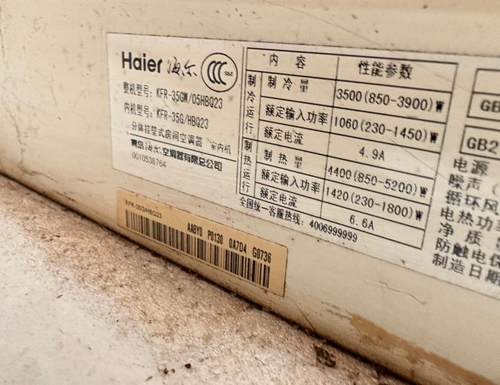 Haier 海尔 CCC S&E
整机型号: KFR-35GW/05HBQ23
内机型号: KFR-35G/HBQ23
分体挂壁式房间空调器 室内机
青岛海尔空调器有限总公司
0010538764
内容 性能参数
制冷运行
制冷量 3500(850-3900)W
额定输入功率 1060(230-1450)W
额定电流 4.9A
制热运行
制热量 4400(850-5200)W
额定输入功率 1420(230-1800)W
额定电流 6.6A
全国统一客服热线: 4006999999
GB
GB2
电源
噪声
循环风
电热功
净质
防触电保
制造日期
KFR-35G/HBQ23
AA8Y0 P0130 0A7D4 G0736